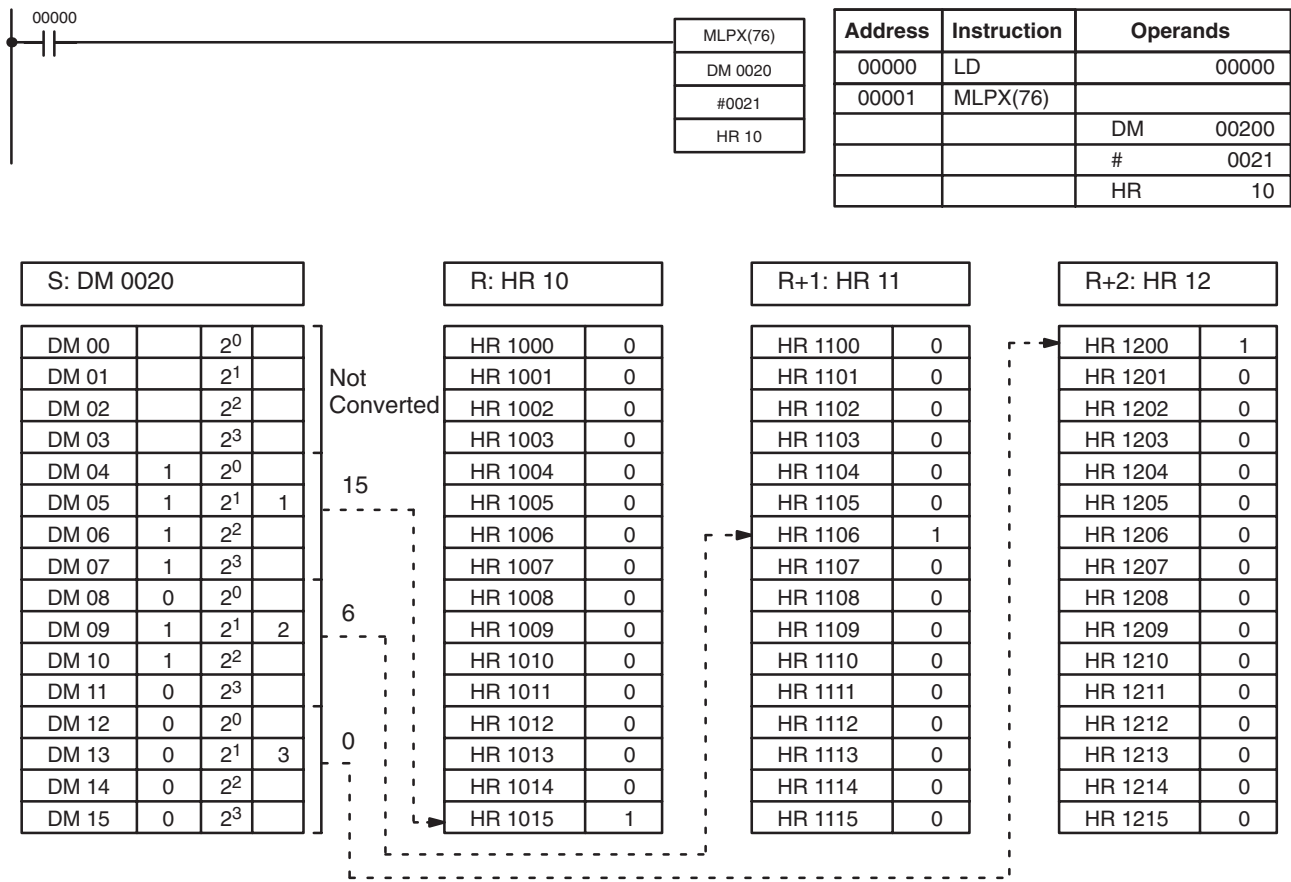 00000
MLPX(76)
DM 0020
#0021
HR 10
Address Instruction Operands
00000 LD 00000
00001 MLPX(76)
DM 00200
# 0021
HR 10
S: DM 0020 R: HR 10 R+1: HR 11 R+2: HR 12
DM 00 2⁰ HR 1000 0 HR 1100 0 HR 1200 1
DM 01 2¹ Not HR 1001 0 HR 1101 0 HR 1201 0
DM 02 2² Converted HR 1002 0 HR 1102 0 HR 1202 0
DM 03 2³ HR 1003 0 HR 1103 0 HR 1203 0
DM 04 1 2⁰ HR 1004 0 HR 1104 0 HR 1204 0
DM 05 1 2¹ 1 15 HR 1005 0 HR 1105 0 HR 1205 0
DM 06 1 2² HR 1006 0 HR 1106 1 HR 1206 0
DM 07 1 2³ HR 1007 0 HR 1107 0 HR 1207 0
DM 08 0 2⁰ HR 1008 0 HR 1108 0 HR 1208 0
DM 09 1 2¹ 2 6 HR 1009 0 HR 1109 0 HR 1209 0
DM 10 1 2² HR 1010 0 HR 1110 0 HR 1210 0
DM 11 0 2³ HR 1011 0 HR 1111 0 HR 1211 0
DM 12 0 2⁰ HR 1012 0 HR 1112 0 HR 1212 0
DM 13 0 2¹ 3 0 HR 1013 0 HR 1113 0 HR 1213 0
DM 14 0 2² HR 1014 0 HR 1114 0 HR 1214 0
DM 15 0 2³ HR 1015 1 HR 1115 0 HR 1215 0